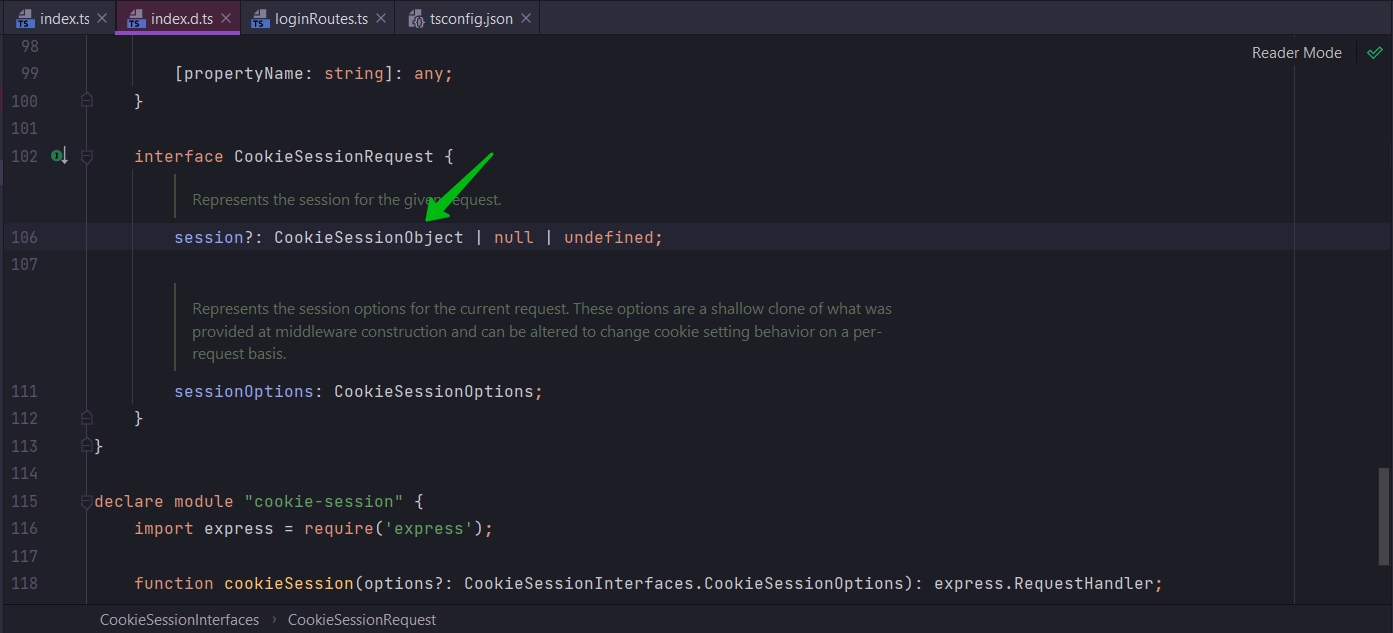 index.ts index.d.ts loginRoutes.ts tsconfig.json
Reader Mode
98
99 [propertyName: string]: any;
100 }
101
102 interface CookieSessionRequest {
Represents the session for the given request.
106 session?: CookieSessionObject | null | undefined;
107
Represents the session options for the current request. These options are a shallow clone of what was
provided at middleware construction and can be altered to change cookie setting behavior on a per-
request basis.
111 sessionOptions: CookieSessionOptions;
112 }
113 }
114
115 declare module "cookie-session" {
116 import express = require('express');
117
118 function cookieSession(options?: CookieSessionInterfaces.CookieSessionOptions): express.RequestHandler;
CookieSessionInterfaces › CookieSessionRequest